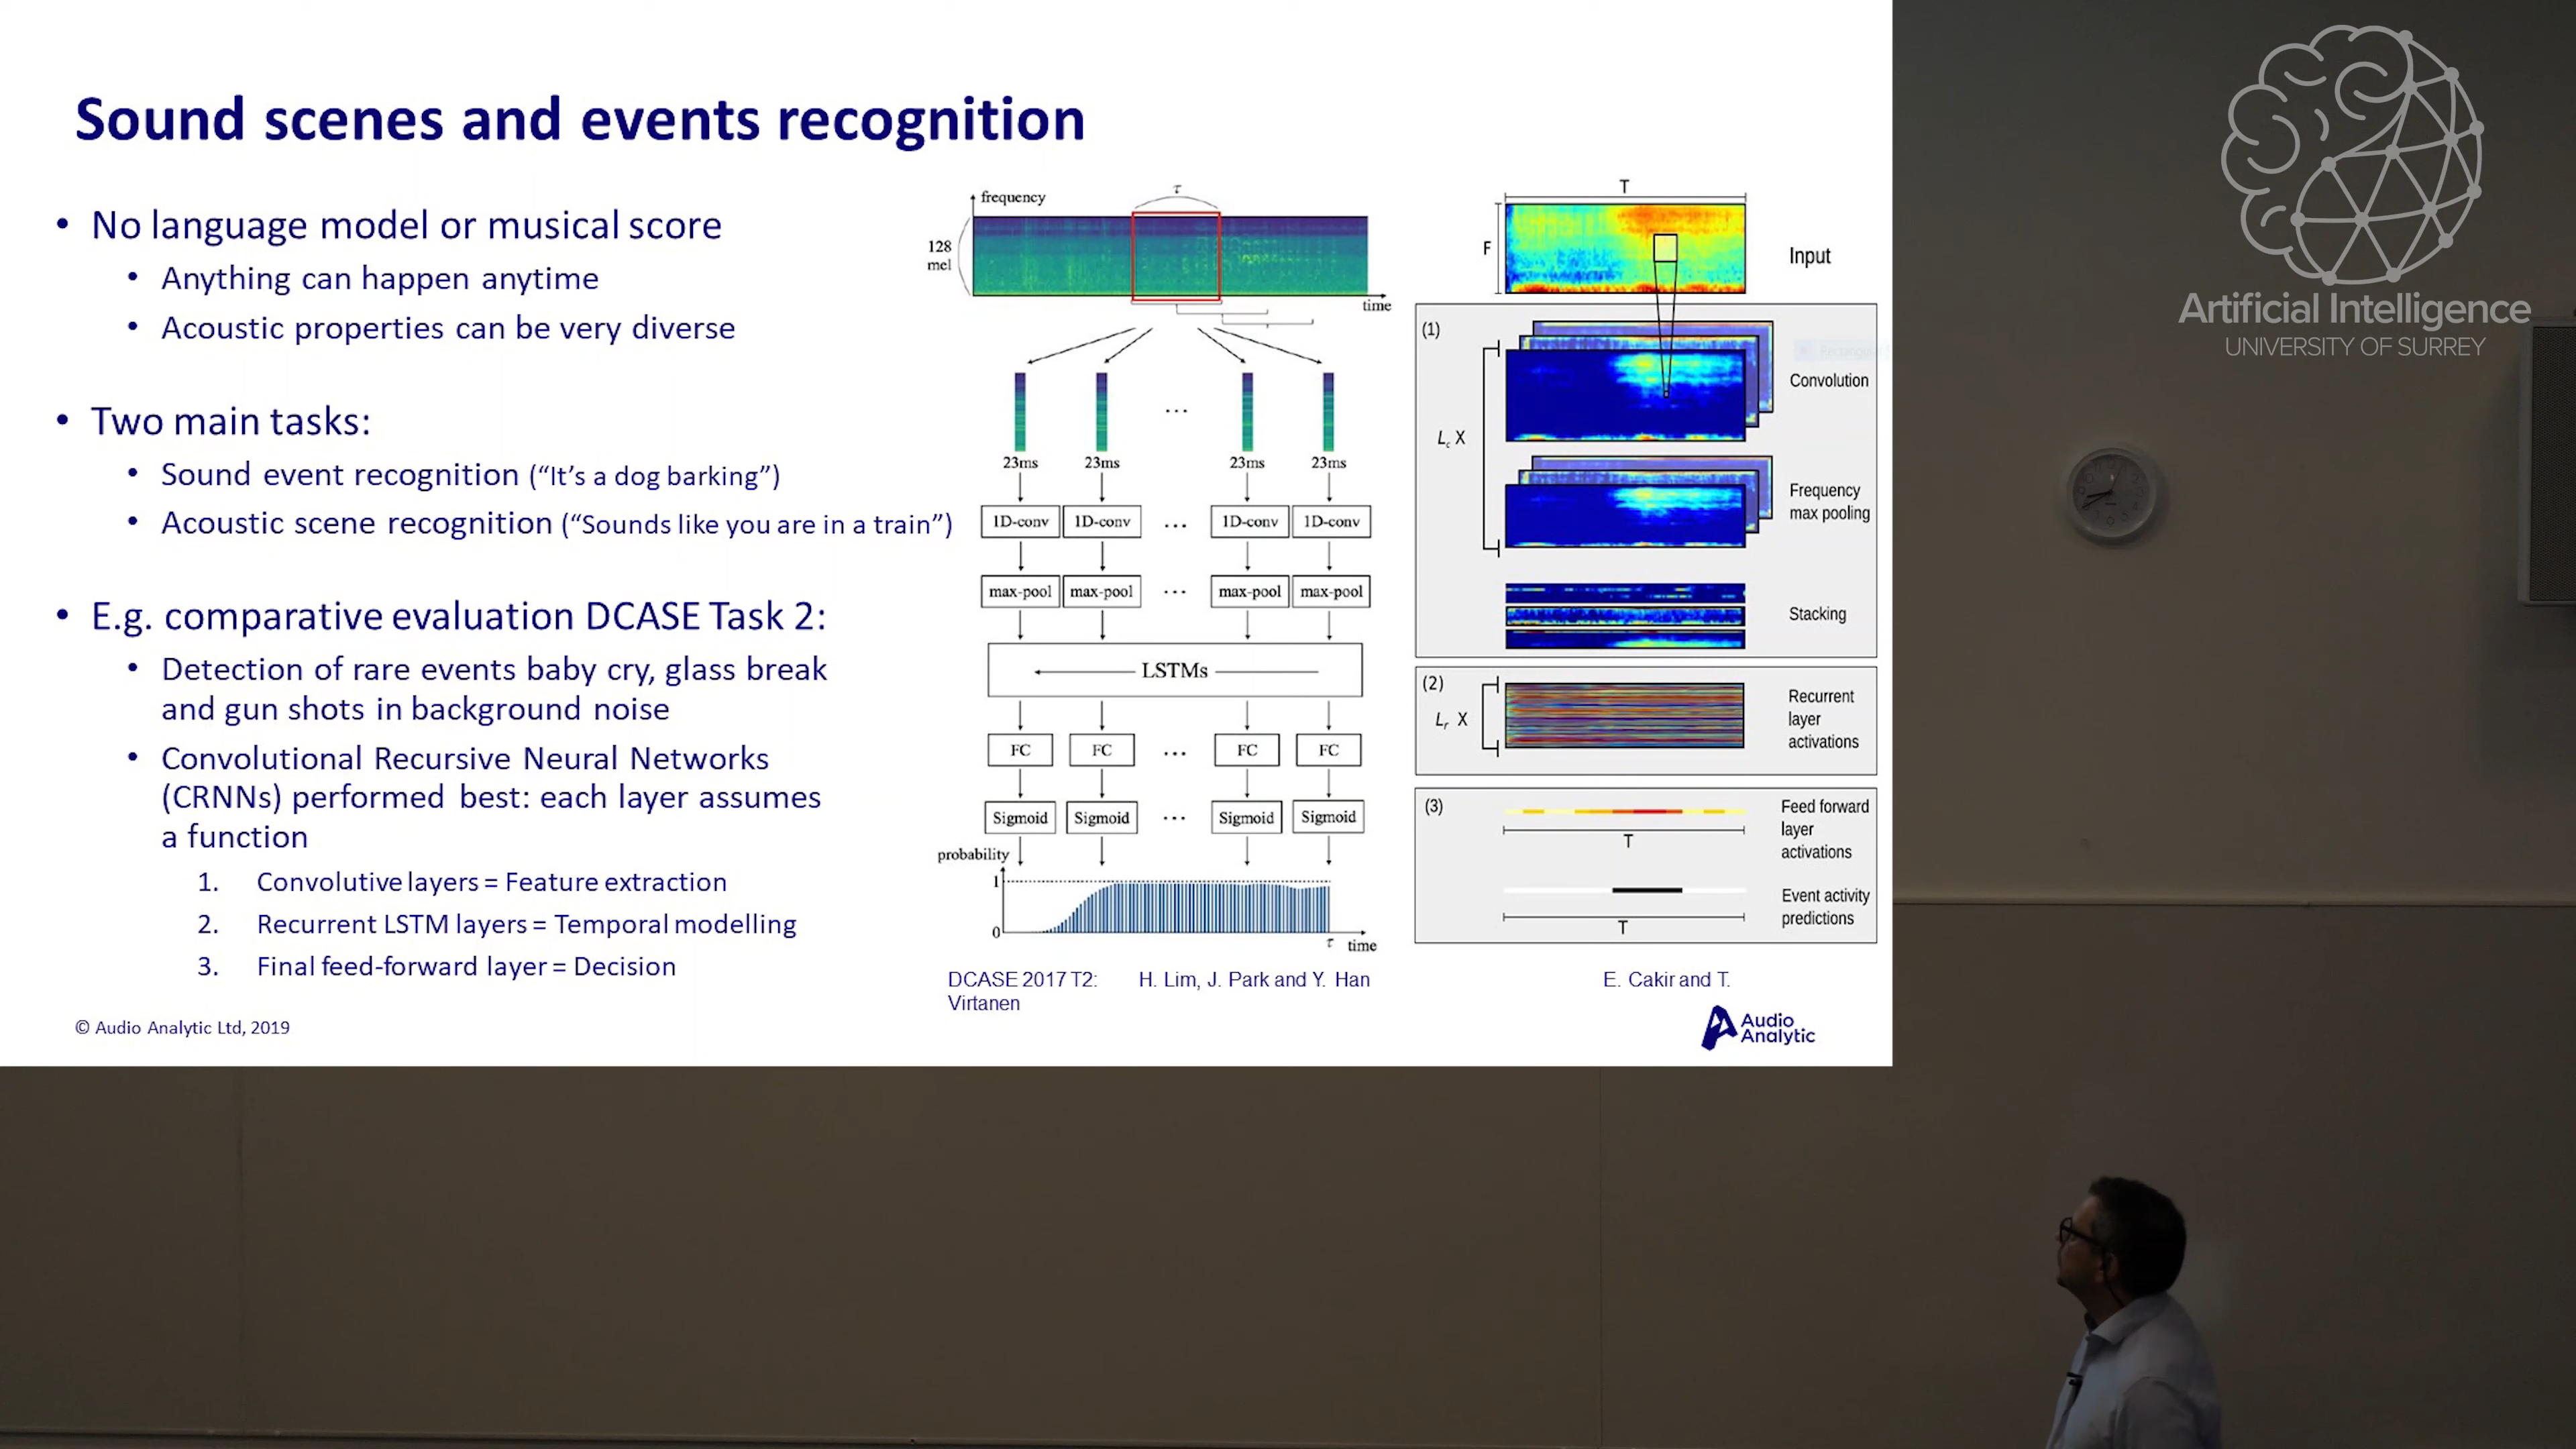 Sound scenes and events recognition
• No language model or musical score
• Anything can happen anytime
• Acoustic properties can be very diverse
• Two main tasks:
• Sound event recognition (“It’s a dog barking”)
• Acoustic scene recognition (“Sounds like you are in a train”)
• E.g. comparative evaluation DCASE Task 2:
• Detection of rare events baby cry, glass break
and gun shots in background noise
• Convolutional Recursive Neural Networks
(CRNNs) performed best: each layer assumes
a function
1. Convolutive layers = Feature extraction
2. Recurrent LSTM layers = Temporal modelling
3. Final feed-forward layer = Decision
© Audio Analytic Ltd, 2019
τ
frequency
128
mel
time
23ms 23ms 23ms 23ms
1D-conv 1D-conv ... 1D-conv 1D-conv
max-pool max-pool ... max-pool max-pool
LSTMs
FC FC ... FC FC
Sigmoid Sigmoid ... Sigmoid Sigmoid
probability
1
0
τ time
DCASE 2017 T2: H. Lim, J. Park and Y. Han E. Cakir and T.
Virtanen
T
F
Input
(1)
Convolution
Lc X
Frequency
max pooling
Stacking
(2)
Lr X
Recurrent
layer
activations
(3)
Feed forward
layer
activations
T
Event activity
predictions
T
Audio
Analytic
Artificial Intelligence
UNIVERSITY OF SURREY